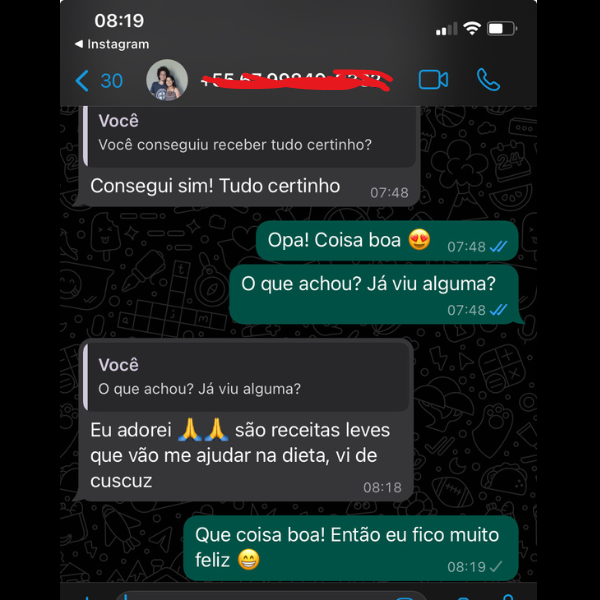 08:19
◀ Instagram
30
Você
Você conseguiu receber tudo certinho?
Consegui sim! Tudo certinho
07:48
Opa! Coisa boa 😍
07:48
O que achou? Já viu alguma?
07:48
Você
O que achou? Já viu alguma?
Eu adorei 🙏🙏 são receitas leves
que vão me ajudar na dieta, vi de
cuscuz
08:18
Que coisa boa! Então eu fico muito
feliz 😁
08:19